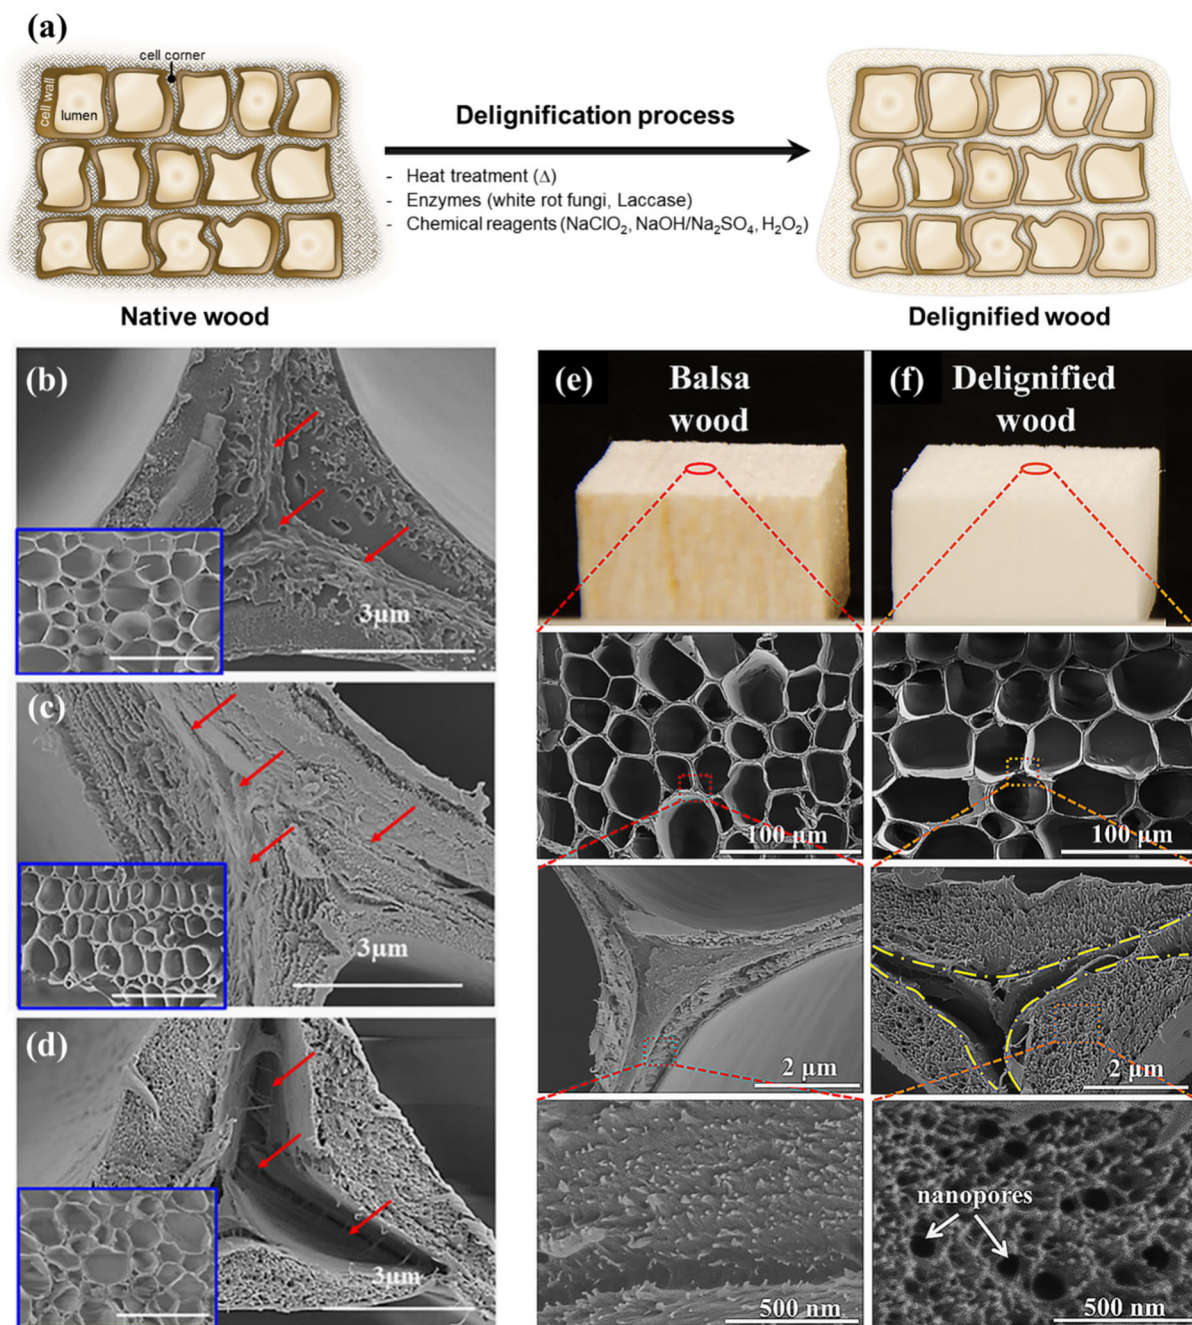 (a)
cell corner
cell wall
lumen
Delignification process
- Heat treatment (Δ)
- Enzymes (white rot fungi, Laccase)
- Chemical reagents (NaClO₂, NaOH/Na₂SO₄, H₂O₂)
Native wood
Delignified wood
(b)
3μm
(c)
3μm
(d)
3μm
(e)
Balsa
wood
100 μm
2 μm
500 nm
(f)
Delignified
wood
100 μm
2 μm
nanopores
500 nm